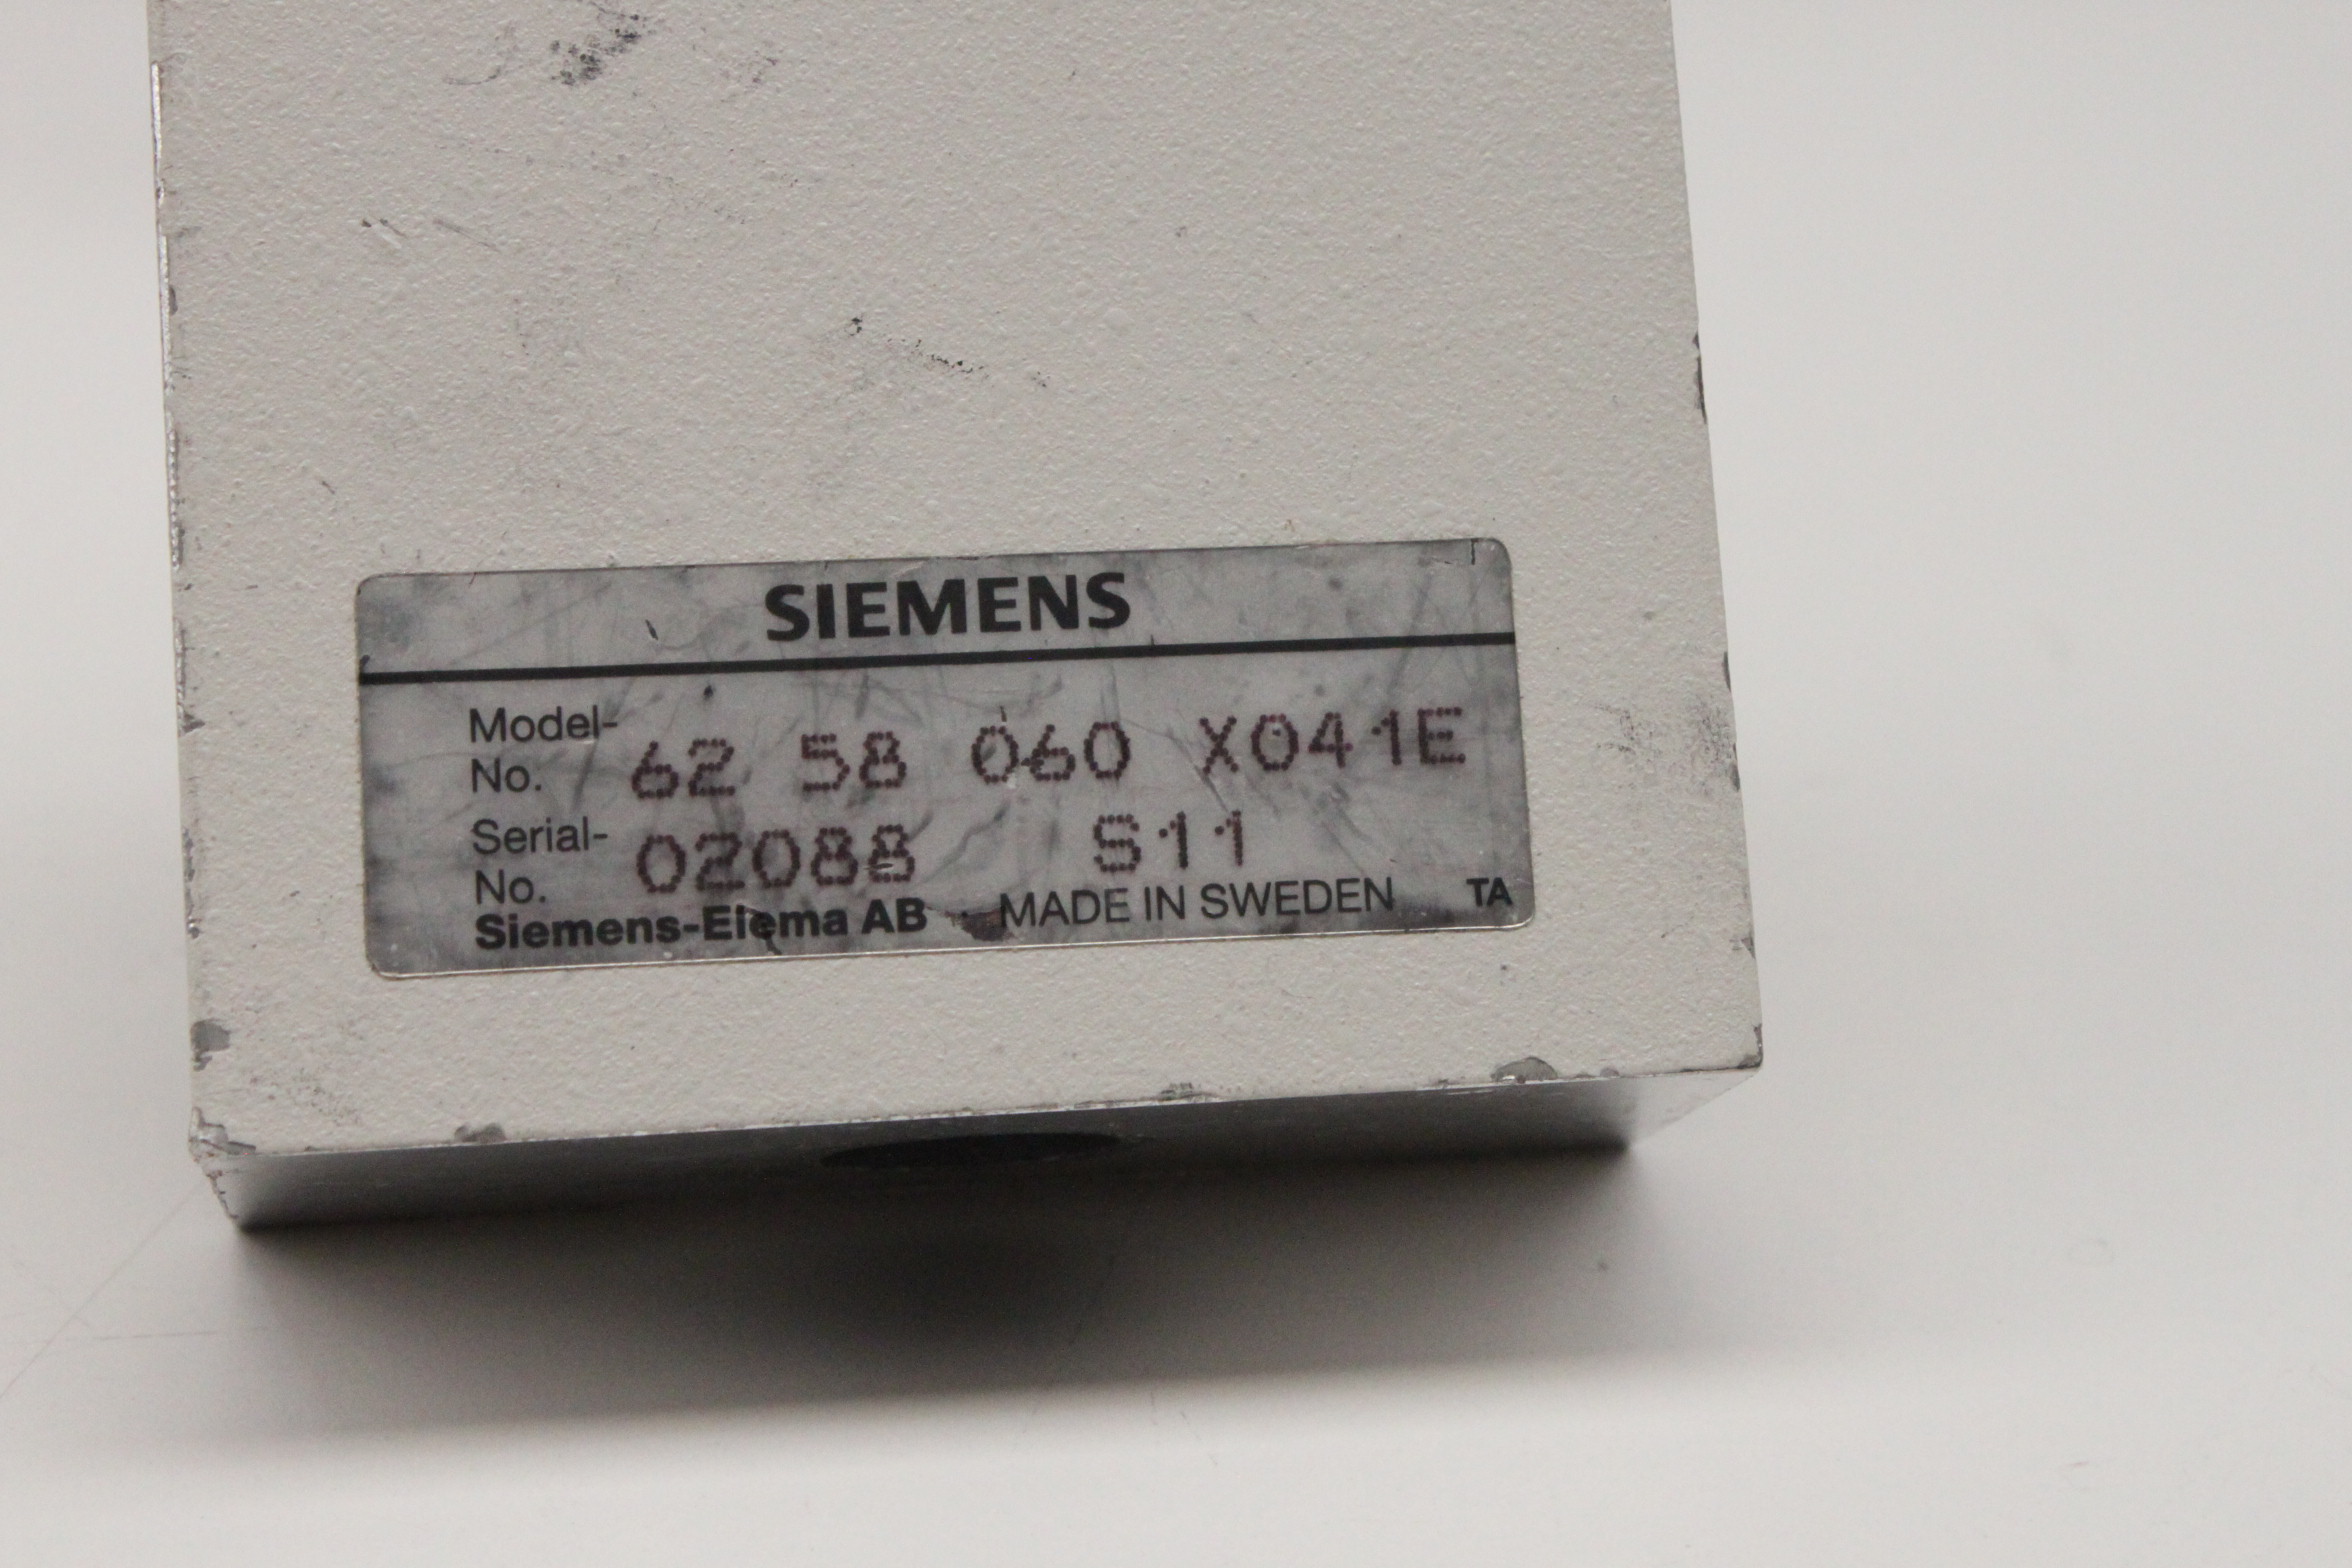 SIEMENS
Model-
No. 62 58 060 X041E
Serial-
No. 02088 S11
Siemens-Elema AB MADE IN SWEDEN TA